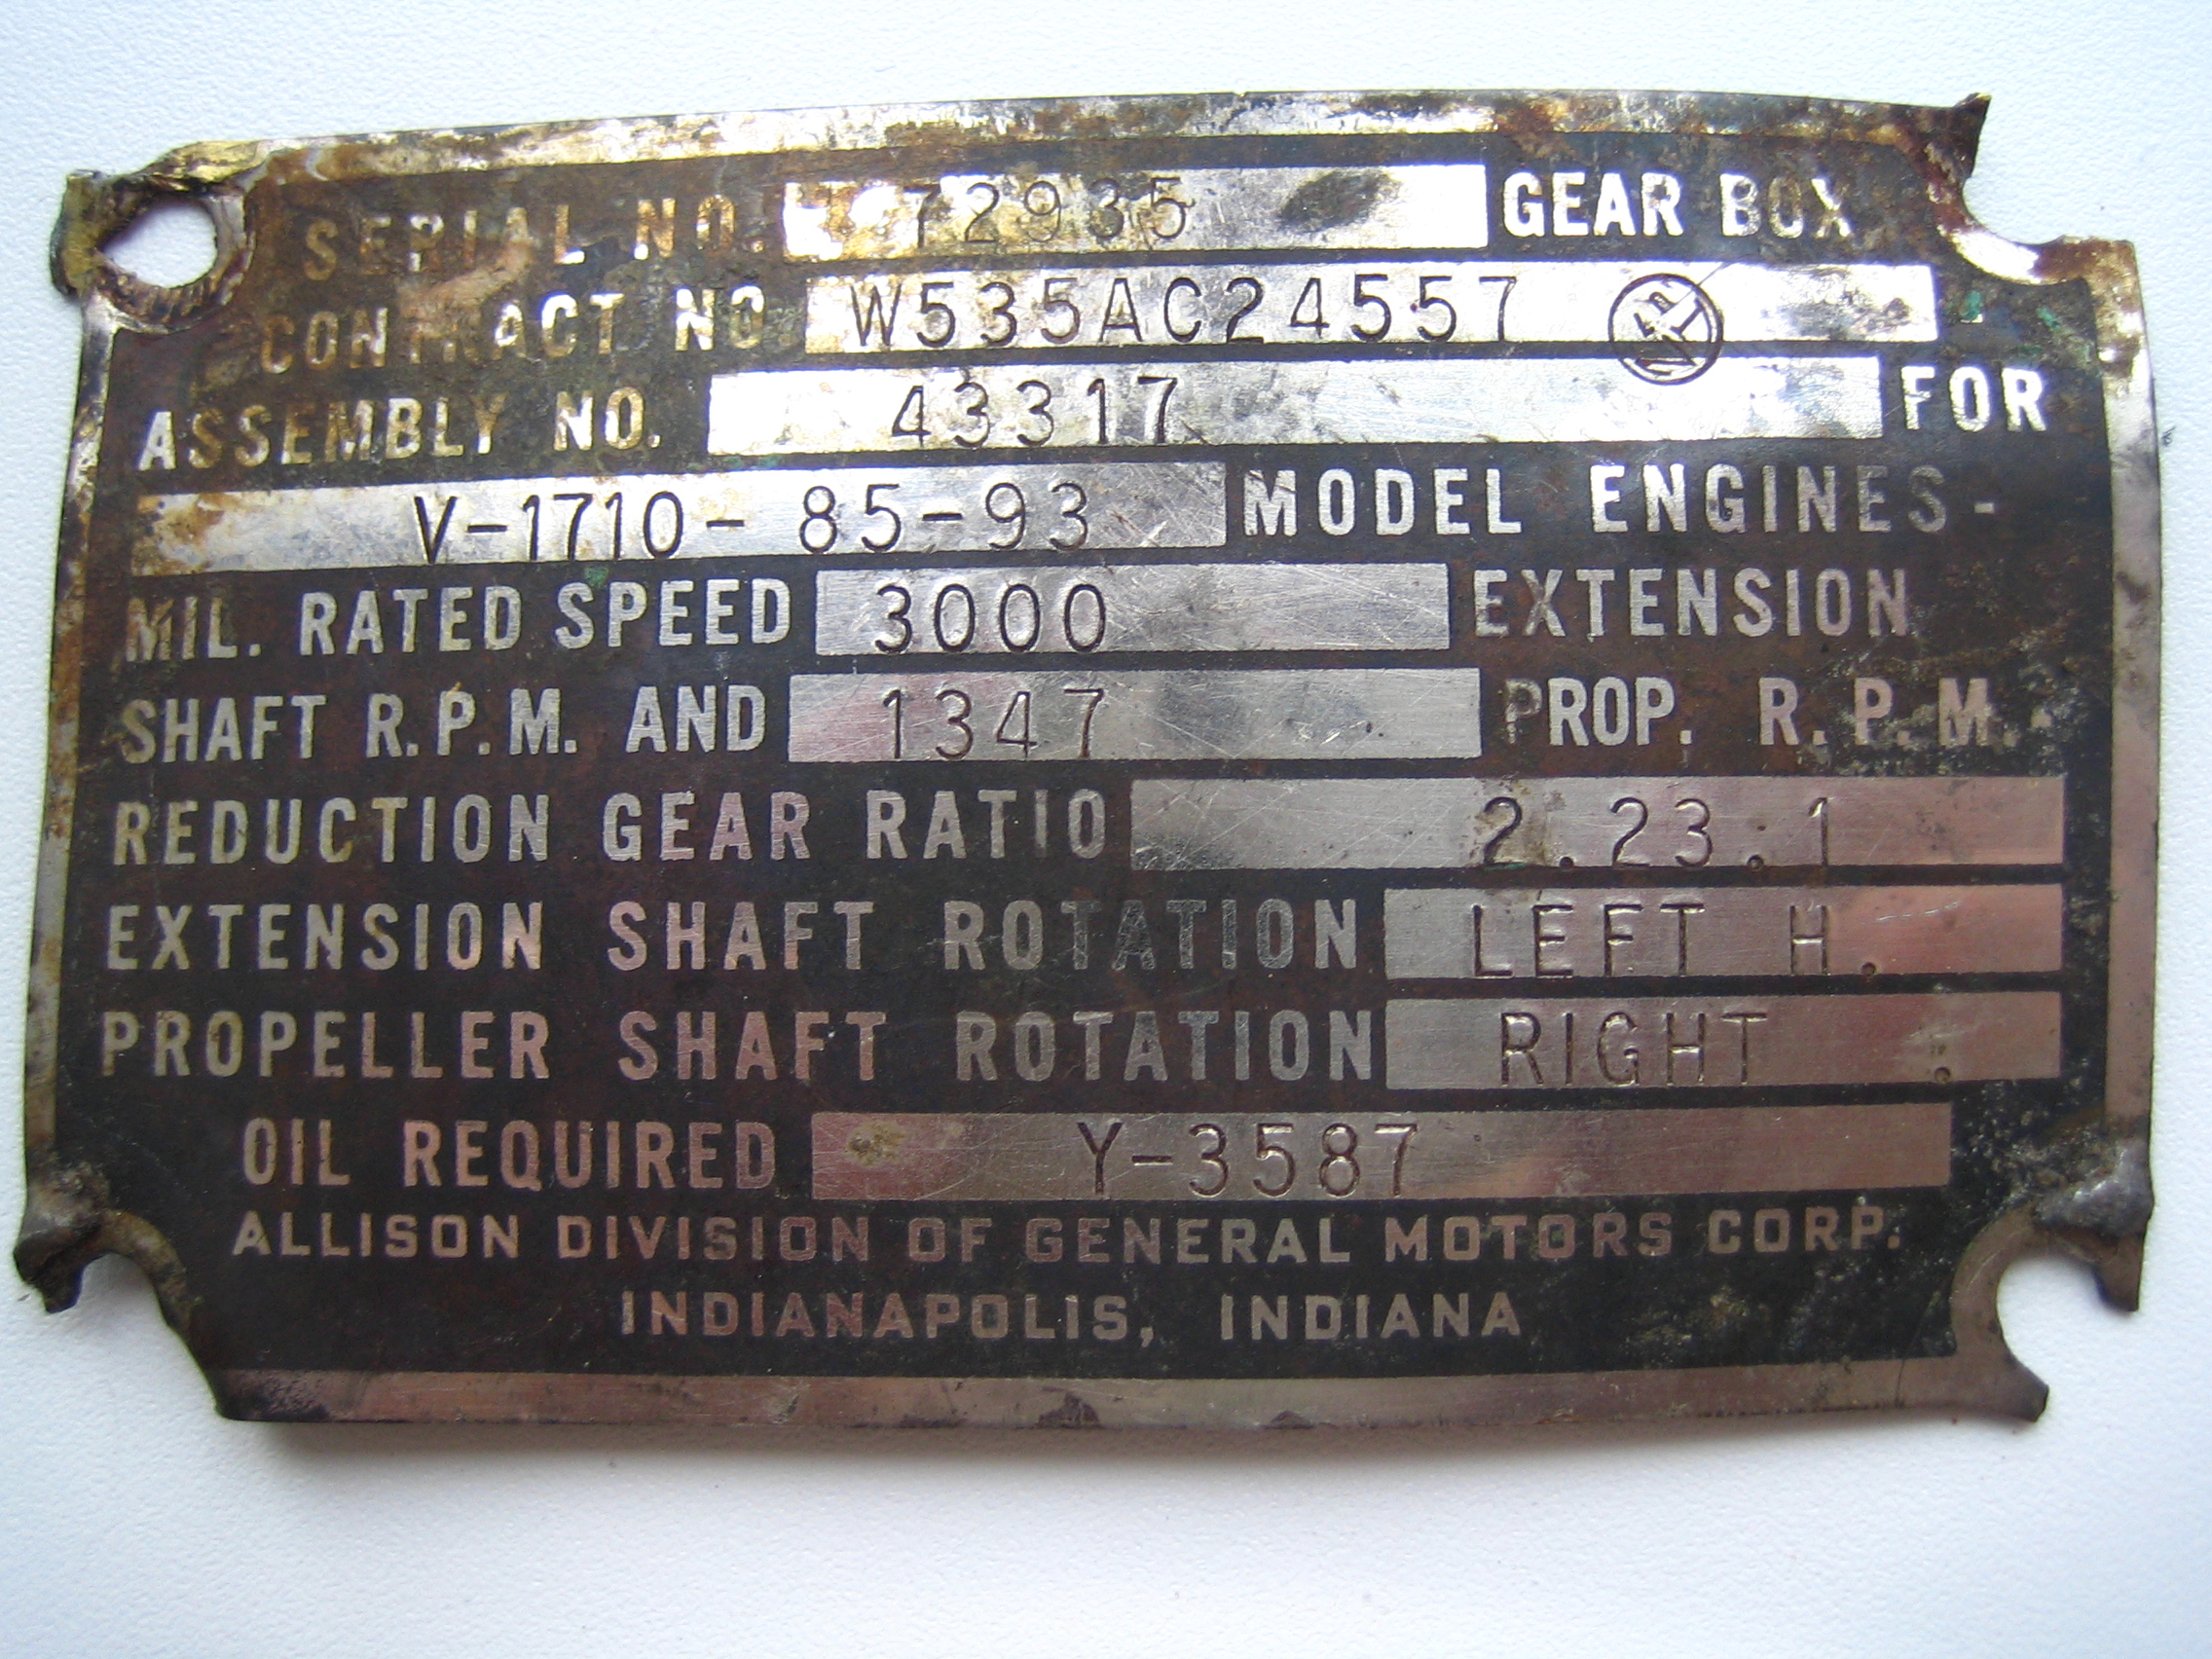 SERIAL NO. 72935 GEAR BOX
CONTRACT NO. W535AC24557
ASSEMBLY NO. 43317 FOR
V-1710-85-93 MODEL ENGINES-
MIL. RATED SPEED 3000 EXTENSION
SHAFT R.P.M. AND 1347 PROP. R.P.M.
REDUCTION GEAR RATIO 2.23.1
EXTENSION SHAFT ROTATION LEFT H.
PROPELLER SHAFT ROTATION RIGHT
OIL REQUIRED Y-3587
ALLISON DIVISION OF GENERAL MOTORS CORP.
INDIANAPOLIS, INDIANA